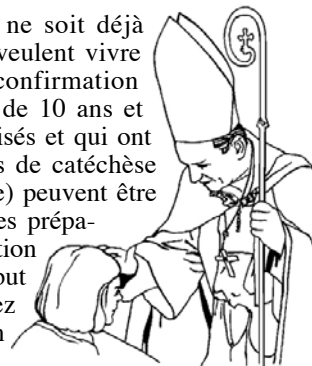 ne soit déjà
veulent vivre
confirmation
de 10 ans et
isés et qui ont
s de catéchèse
e) peuvent être
es prépa-
tion
out
ez
n